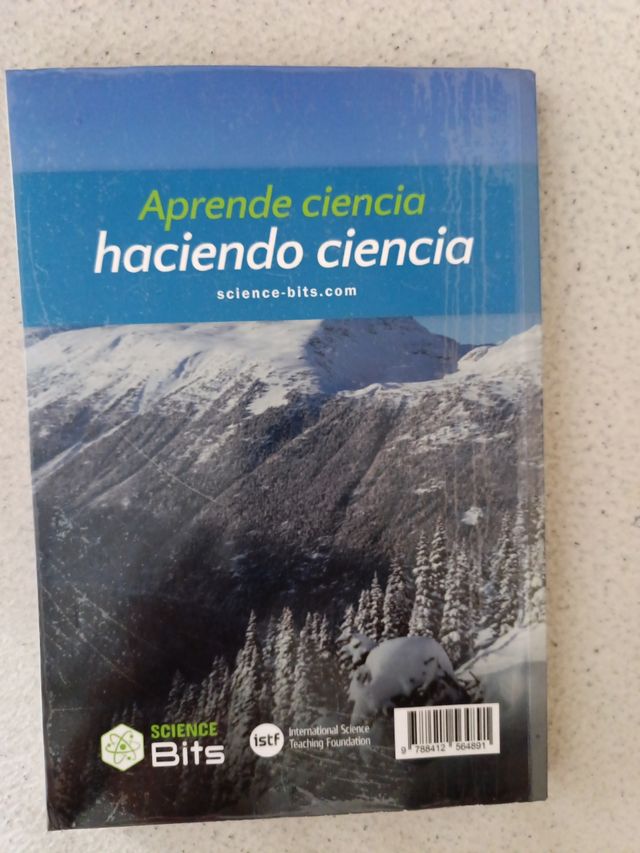 Aprende ciencia
haciendo ciencia
science-bits.com
SCIENCE
Bits
istf
International Science
Teaching Foundation
9 788412 564891